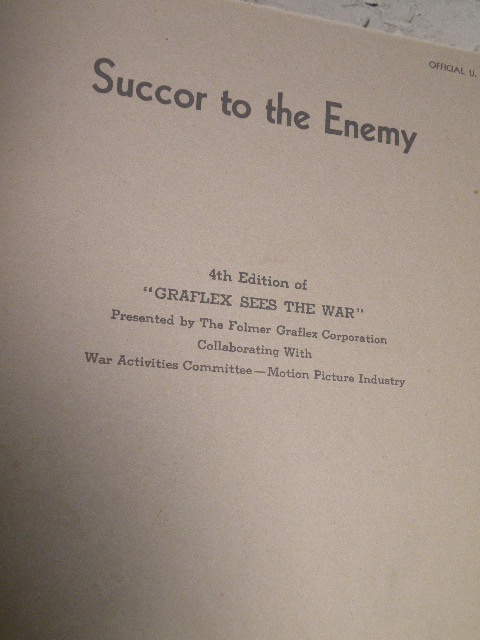 OFFICIAL U.
Succor to the Enemy
4th Edition of
"GRAFLEX SEES THE WAR"
Presented by The Folmer Graflex Corporation
Collaborating With
War Activities Committee—Motion Picture Industry